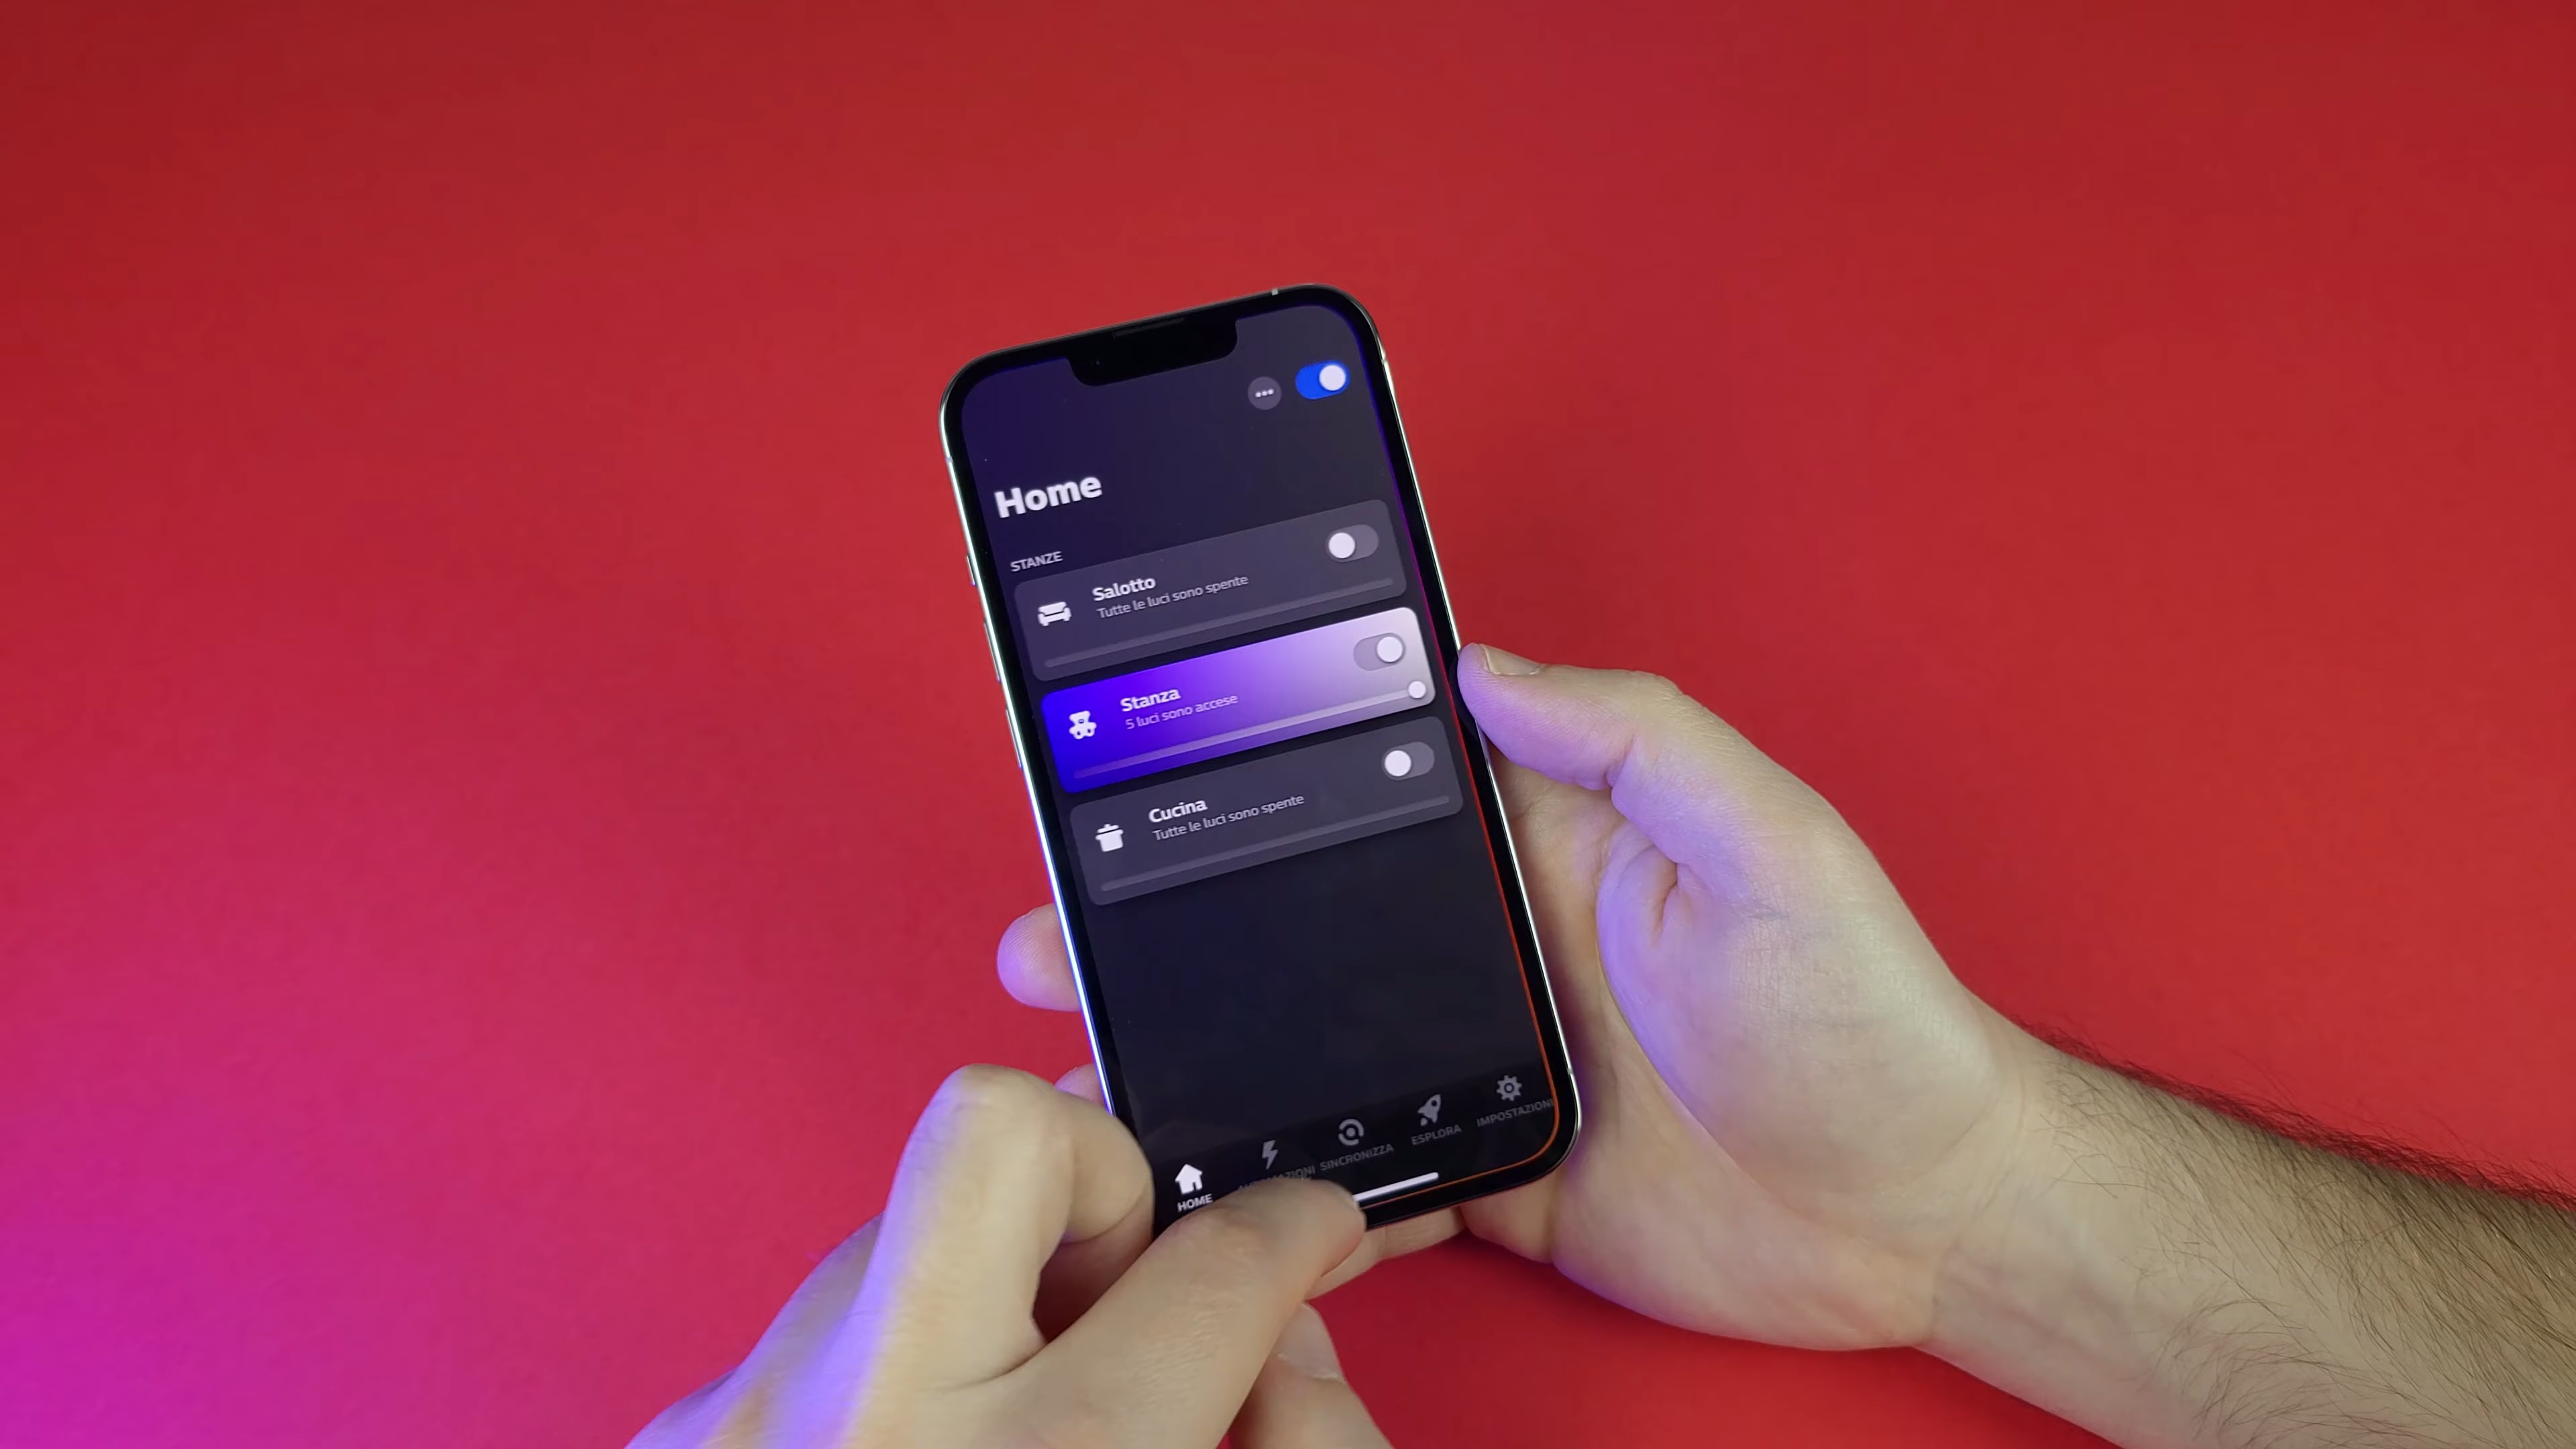 Home
STANZE
Salotto
Tutte le luci sono spente
Stanza
5 luci sono accese
Cucina
Tutte le luci sono spente
HOME
SINCRONIZZA
ESPLORA
IMPOSTAZIONI